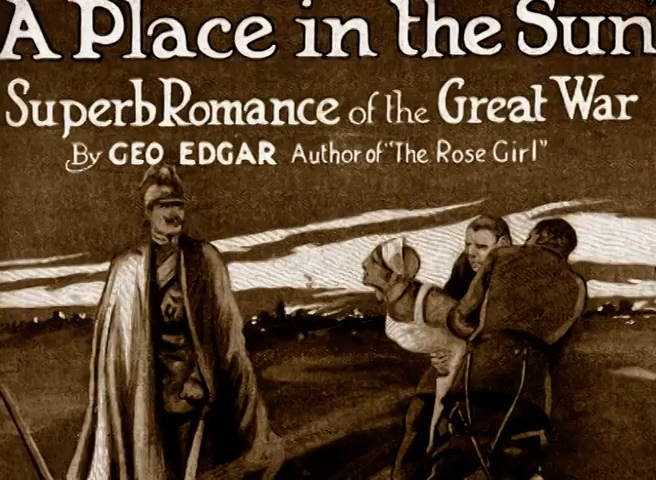 A Place in the Sun
Superb Romance of the Great War
By GEO EDGAR Author of "The Rose Girl"